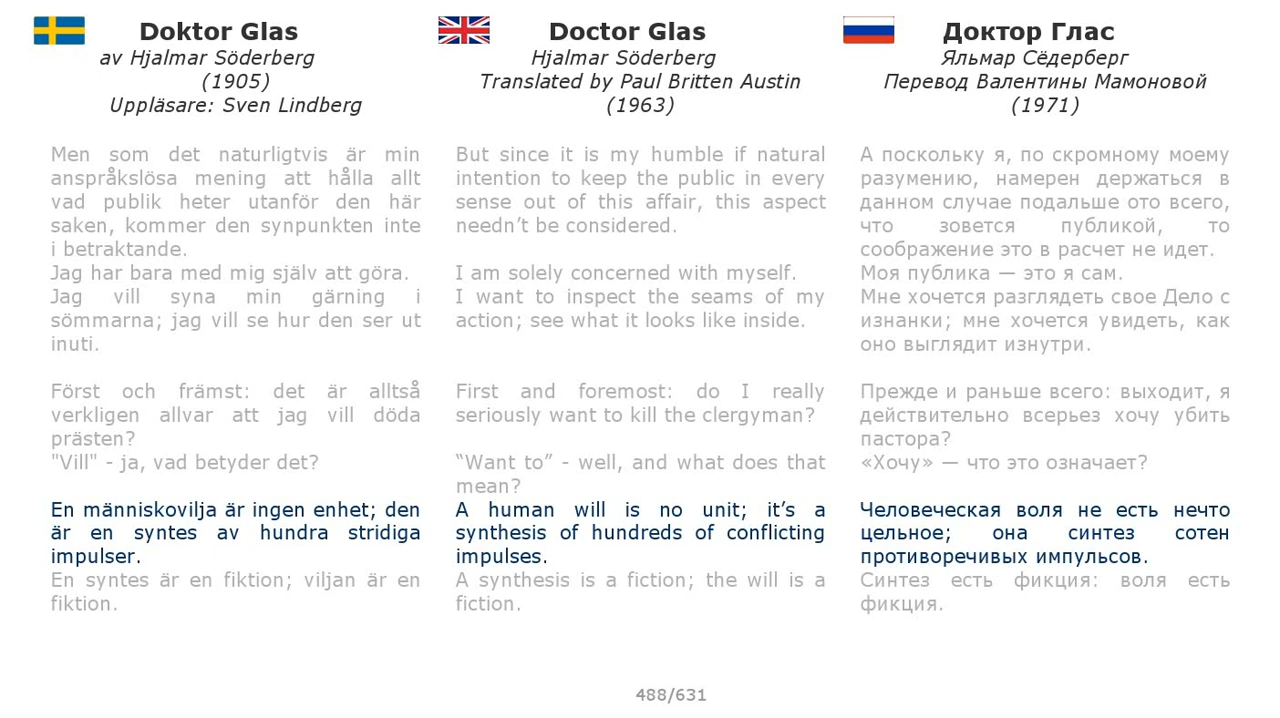 Doktor Glas
av Hjalmar Söderberg
(1905)
Uppläsare: Sven Lindberg
Men som det naturligtvis är min
anspråkslösa mening att hålla allt
vad publik heter utanför den här
saken, kommer den synpunkten inte
i betraktande.
Jag har bara med mig själv att göra.
Jag vill syna min gärning i
sömmarna; jag vill se hur den ser ut
inuti.
Först och främst: det är alltså
verkligen allvar att jag vill döda
prästen?
"Vill" - ja, vad betyder det?
En människovilja är ingen enhet; den
är en syntes av hundra stridiga
impulser.
En syntes är en fiktion; viljan är en
fiktion.
Doctor Glas
Hjalmar Söderberg
Translated by Paul Britten Austin
(1963)
But since it is my humble if natural
intention to keep the public in every
sense out of this affair, this aspect
needn’t be considered.
I am solely concerned with myself.
I want to inspect the seams of my
action; see what it looks like inside.
First and foremost: do I really
seriously want to kill the clergyman?
“Want to” - well, and what does that
mean?
A human will is no unit; it’s a
synthesis of hundreds of conflicting
impulses.
A synthesis is a fiction; the will is a
fiction.
Доктор Глас
Яльмар Сёдерберг
Перевод Валентины Мамоновой
(1971)
А поскольку я, по скромному моему
разумению, намерен держаться в
данном случае подальше ото всего,
что зовется публикой, то
соображение это в расчет не идет.
Моя публика — это я сам.
Мне хочется разглядеть свое Дело с
изнанки; мне хочется увидеть, как
оно выглядит изнутри.
Прежде и раньше всего: выходит, я
действительно всерьез хочу убить
пастора?
«Хочу» — что это означает?
Человеческая воля не есть нечто
цельное; она синтез сотен
противоречивых импульсов.
Синтез есть фикция: воля есть
фикция.
488/631